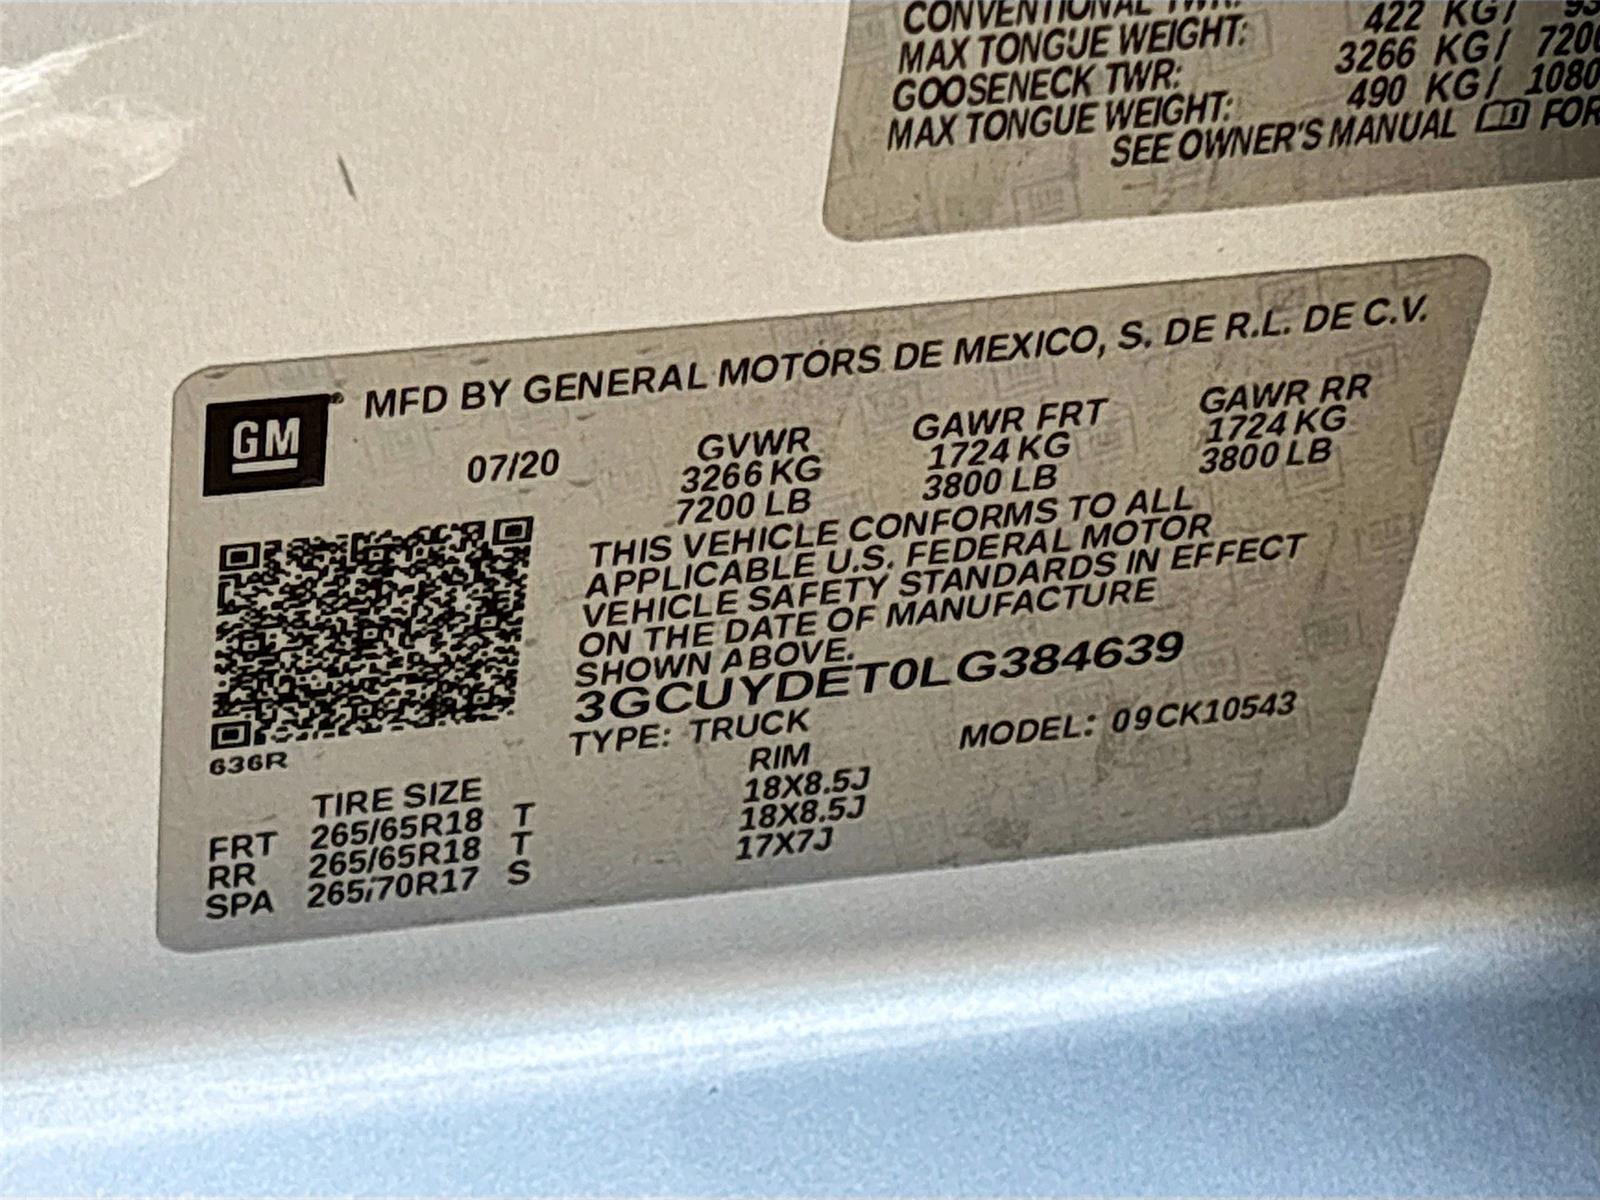 CONVENTIONAL TWR:
MAX TONGUE WEIGHT: 422 KG/
GOOSENECK TWR: 3266 KG/ 7200
MAX TONGUE WEIGHT: 490 KG/ 1080
SEE OWNER'S MANUAL FOR
GM
MFD BY GENERAL MOTORS DE MEXICO, S. DE R.L. DE C.V.
07/20
GVWR GAWR FRT GAWR RR
3266 KG 1724 KG 1724 KG
7200 LB 3800 LB 3800 LB
THIS VEHICLE CONFORMS TO ALL
APPLICABLE U.S. FEDERAL MOTOR
VEHICLE SAFETY STANDARDS IN EFFECT
ON THE DATE OF MANUFACTURE
SHOWN ABOVE.
3GCUYDET0LG384639
TYPE: TRUCK MODEL: 09CK10543
636R
TIRE SIZE RIM
FRT 265/65R18 T 18X8.5J
RR 265/65R18 T 18X8.5J
SPA 265/70R17 S 17X7J